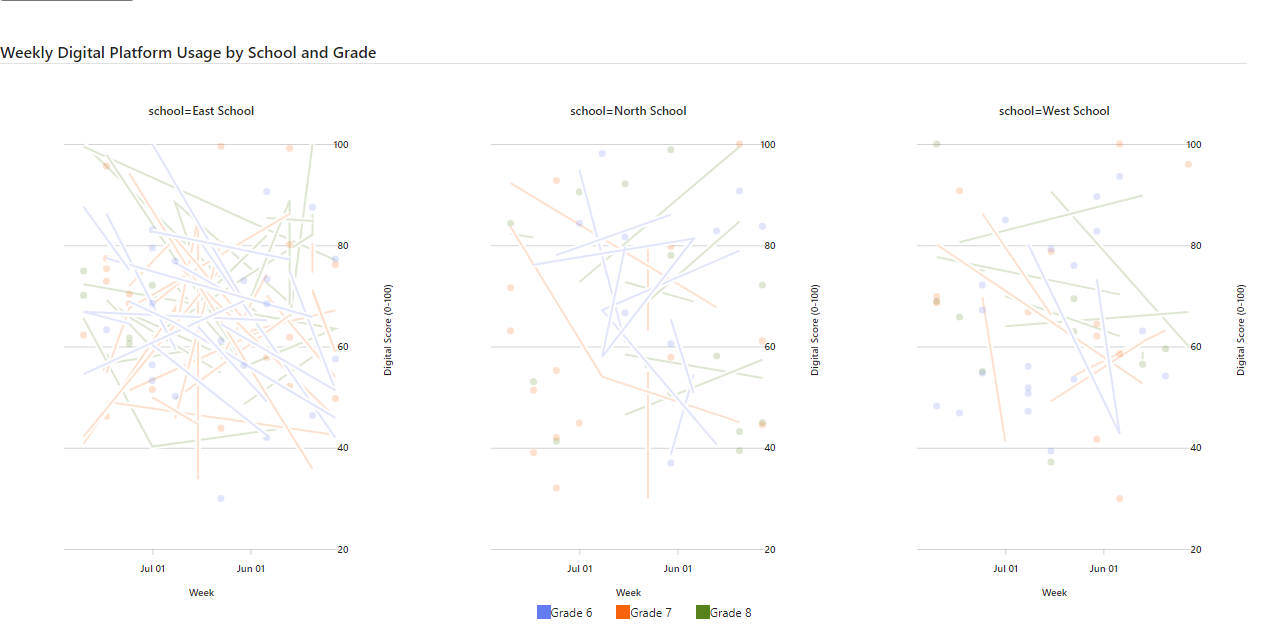 Weekly Digital Platform Usage by School and Grade
school=East School
school=North School
school=West School
100
80
60
40
20
Digital Score (0-100)
Jul 01
Jun 01
Week
100
80
60
40
20
Digital Score (0-100)
Jul 01
Jun 01
Week
100
80
60
40
20
Digital Score (0-100)
Jul 01
Jun 01
Week
Grade 6
Grade 7
Grade 8